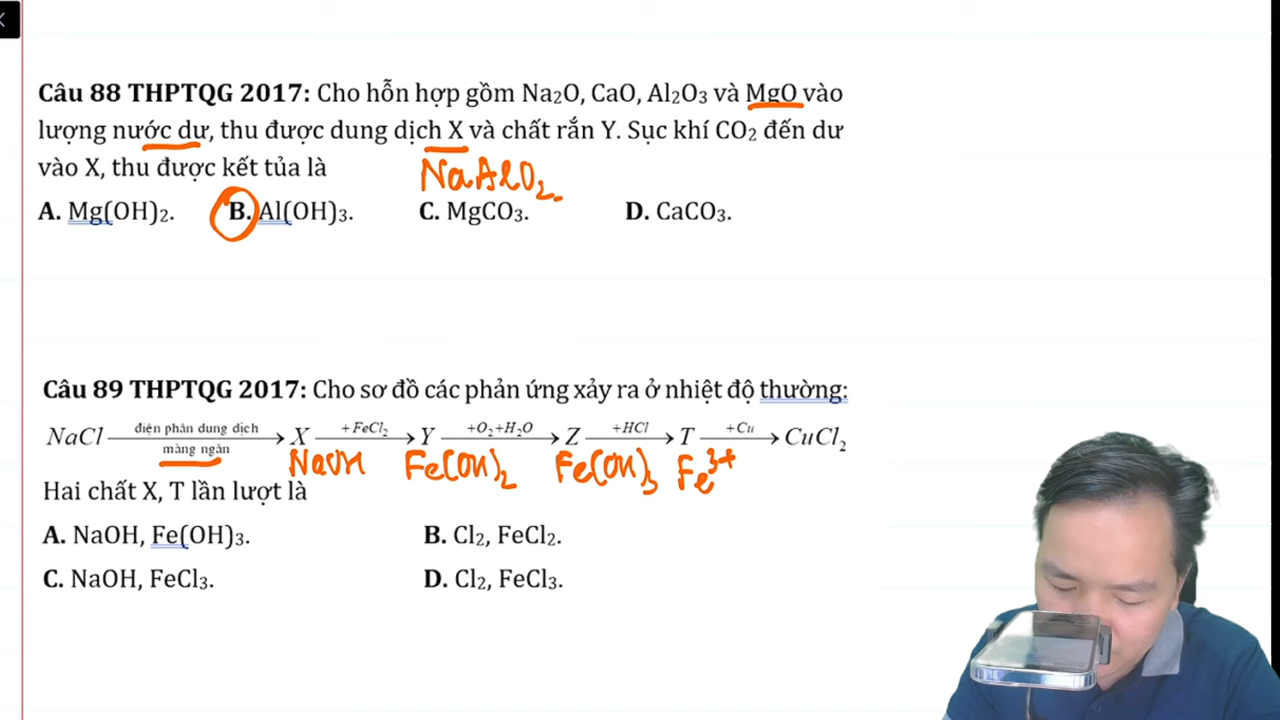 Câu 88 THPTQG 2017: Cho hỗn hợp gồm Na₂O, CaO, Al₂O₃ và MgO vào
lượng nước dư, thu được dung dịch X và chất rắn Y. Sục khí CO₂ đến dư
vào X, thu được kết tủa là
NaAlO₂.
A. Mg(OH)₂. B. Al(OH)₃. C. MgCO₃. D. CaCO₃.
Câu 89 THPTQG 2017: Cho sơ đồ các phản ứng xảy ra ở nhiệt độ thường:
điện phân dung dịch +FeCl₂ +O₂+H₂O +HCl +Cu
NaCl → X → Y → Z → T → CuCl₂
màng ngăn
NaOH Fe(OH)₂ Fe(OH)₃ Fe³⁺
Hai chất X, T lần lượt là
A. NaOH, Fe(OH)₃. B. Cl₂, FeCl₂.
C. NaOH, FeCl₃. D. Cl₂, FeCl₃.